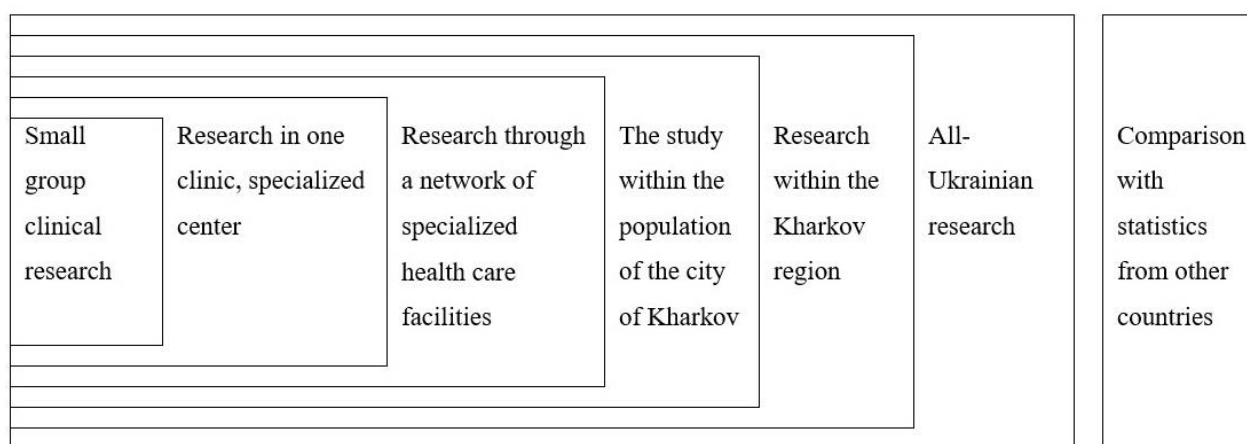 Small
group
clinical
research
Research in one
clinic, specialized
center
Research through
a network of
specialized
health care
facilities
The study
within the
population
of the city
of Kharkov
Research
within the
Kharkov
region
All-
Ukrainian
research
Comparison
with
statistics
from other
countries